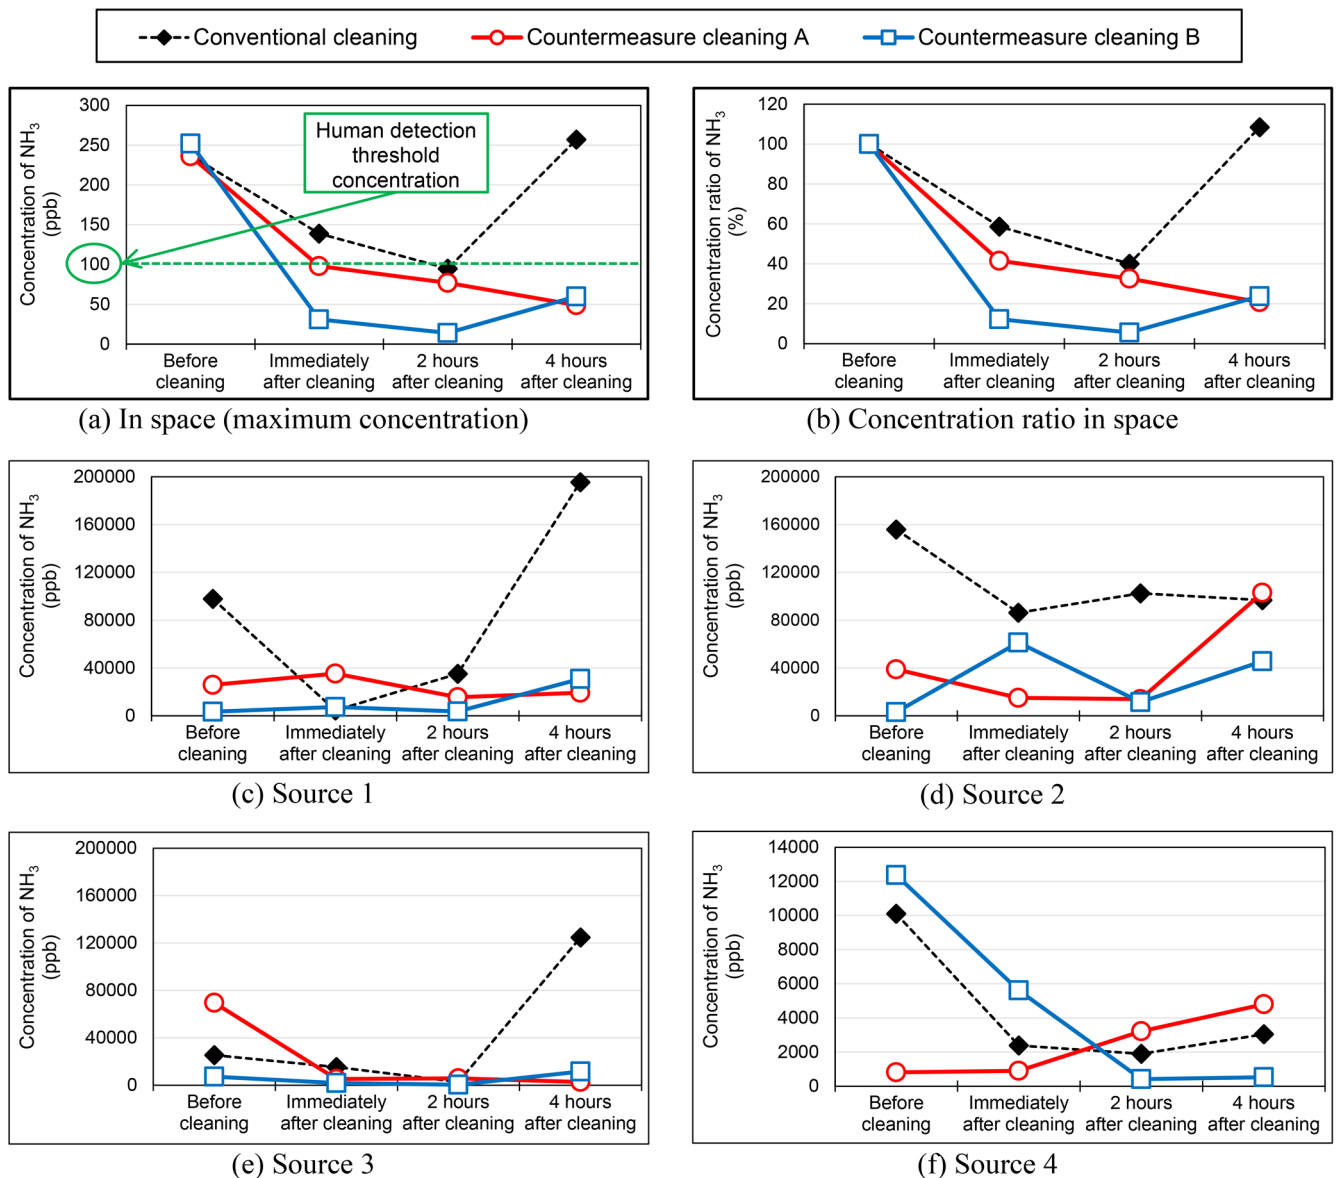 Conventional cleaning Countermeasure cleaning A Countermeasure cleaning B
Concentration of NH₃
(ppb)
300
250
200
150
100
50
0
Human detection
threshold
concentration
Before
cleaning
Immediately
after cleaning
2 hours
after cleaning
4 hours
after cleaning
(a) In space (maximum concentration)
Concentration ratio of NH₃
(%)
120
100
80
60
40
20
0
Before
cleaning
Immediately
after cleaning
2 hours
after cleaning
4 hours
after cleaning
(b) Concentration ratio in space
Concentration of NH₃
(ppb)
200000
160000
120000
80000
40000
0
Before
cleaning
Immediately
after cleaning
2 hours
after cleaning
4 hours
after cleaning
(c) Source 1
Concentration of NH₃
(ppb)
200000
160000
120000
80000
40000
0
Before
cleaning
Immediately
after cleaning
2 hours
after cleaning
4 hours
after cleaning
(d) Source 2
Concentration of NH₃
(ppb)
200000
160000
120000
80000
40000
0
Before
cleaning
Immediately
after cleaning
2 hours
after cleaning
4 hours
after cleaning
(e) Source 3
Concentration of NH₃
(ppb)
14000
12000
10000
8000
6000
4000
2000
0
Before
cleaning
Immediately
after cleaning
2 hours
after cleaning
4 hours
after cleaning
(f) Source 4